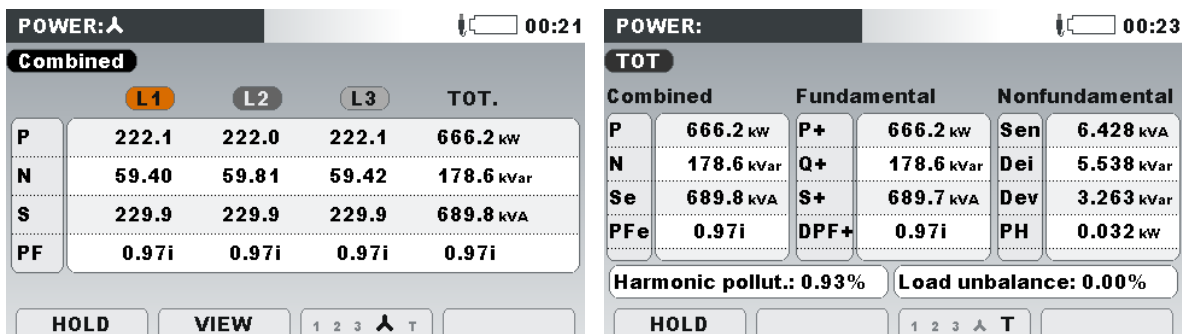 POWER: 00:21
Combined
L1 L2 L3 TOT.
P 222.1 222.0 222.1 666.2 kW
N 59.40 59.81 59.42 178.6 kVar
S 229.9 229.9 229.9 689.8 kVA
PF 0.97i 0.97i 0.97i 0.97i
HOLD VIEW 1 2 3 T
POWER: 00:23
TOT
Combined Fundamental Nonfundamental
P 666.2 kW P+ 666.2 kW Sen 6.428 kVA
N 178.6 kVar Q+ 178.6 kVar Dei 5.538 kVar
Se 689.8 kVA S+ 689.7 kVA Dev 3.263 kVar
PFe 0.97i DPF+ 0.97i PH 0.032 kW
Harmonic pollut.: 0.93% Load unbalance: 0.00%
HOLD 1 2 3 T